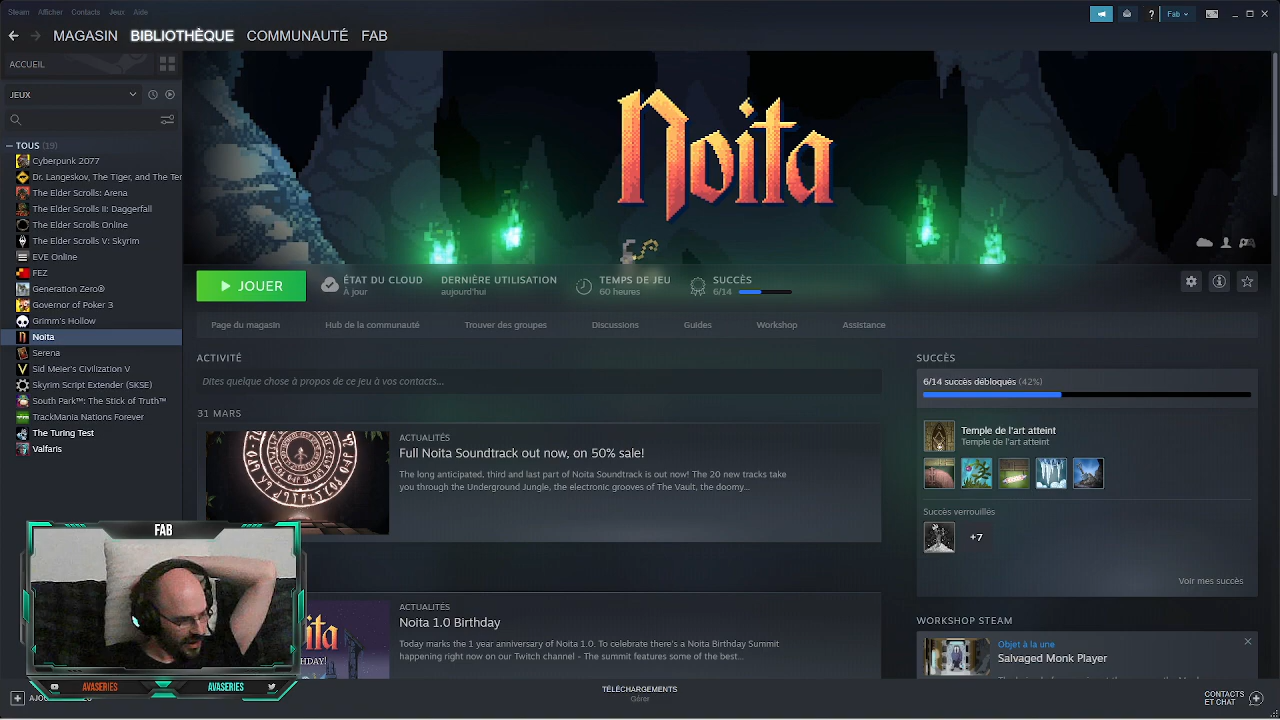 Steam Afficher Contacts Jeux Aide
? Fab
MAGASIN BIBLIOTHÈQUE COMMUNAUTÉ FAB
ACCUEIL
JEUX
TOUS (19)
Cyberpunk 2077
Dr. Langeskov, The Tiger, and The Ter
The Elder Scrolls: Arena
The Elder Scrolls II: Daggerfall
The Elder Scrolls Online
The Elder Scrolls V: Skyrim
EVE Online
FEZ
Generation Zero®
Governor of Poker 3
Grimm's Hollow
Noita
Serena
Sid Meier's Civilization V
Skyrim Script Extender (SKSE)
South Park™: The Stick of Truth™
TrackMania Nations Forever
The Turing Test
Valfaris
Noita
JOUER
ÉTAT DU CLOUD
À jour
DERNIÈRE UTILISATION
aujourd'hui
TEMPS DE JEU
60 heures
SUCCÈS
6/14
Page du magasin Hub de la communauté Trouver des groupes Discussions Guides Workshop Assistance
ACTIVITÉ
Dites quelque chose à propos de ce jeu à vos contacts...
31 MARS
ACTUALITÉS
Full Noita Soundtrack out now, on 50% sale!
The long anticipated, third and last part of Noita Soundtrack is out now! The 20 new tracks take
you through the Underground Jungle, the electronic grooves of The Vault, the doomy...
ACTUALITÉS
Noita 1.0 Birthday
Today marks the 1 year anniversary of Noita 1.0. To celebrate there's a Noita Birthday Summit
happening right now on our Twitch channel - The summit features some of the best...
SUCCÈS
6/14 succès débloqués (42%)
Temple de l'art atteint
Temple de l'art atteint
Succès verrouillés
+7
Voir mes succès
WORKSHOP STEAM
Objet à la une
Salvaged Monk Player
FAB
AVASERIES AVASERIES
TÉLÉCHARGEMENTS
Gérer
CONTACTS
ET CHAT